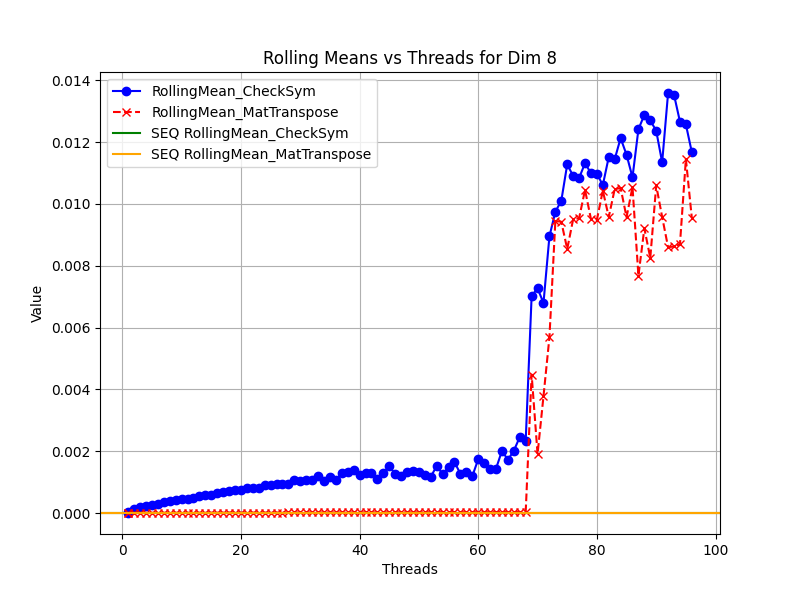 Rolling Means vs Threads for Dim 8
0.014
0.012
0.010
0.008
0.006
0.004
0.002
0.000
Value
RollingMean_CheckSym
RollingMean_MatTranspose
SEQ RollingMean_CheckSym
SEQ RollingMean_MatTranspose
0 20 40 60 80 100
Threads